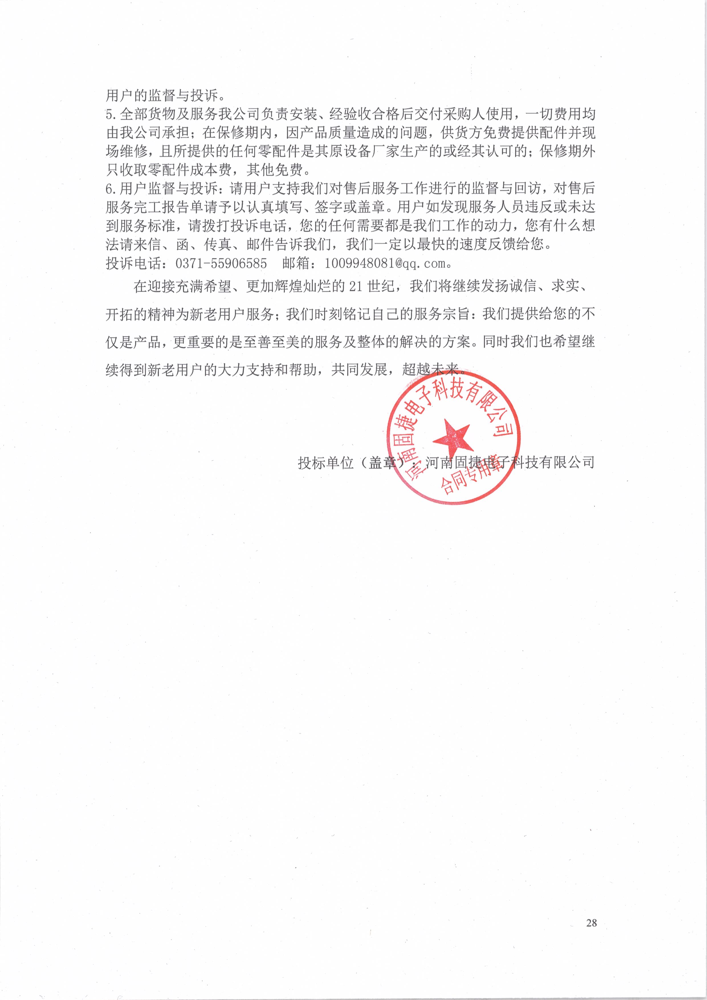 用户的监督与投诉。
5.全部货物及服务我公司负责安装、经验收合格后交付采购人使用，一切费用均
由我公司承担；在保修期内，因产品质量造成的问题，供货方免费提供配件并现
场维修，且所提供的任何零配件是其原设备厂家生产的或经其认可的；保修期外
只收取零配件成本费，其他免费。
6.用户监督与投诉：请用户支持我们对售后服务工作进行的监督与回访，对售后
服务完工报告单请予以认真填写、签字或盖章。用户如发现服务人员违反或未达
到服务标准，请拨打投诉电话，您的任何需要都是我们工作的动力，您有什么想
法请来信、函、传真、邮件告诉我们，我们一定以最快的速度反馈给您。
投诉电话：0371-55906585 邮箱：1009948081@qq.com。
在迎接充满希望、更加辉煌灿烂的 21 世纪，我们将继续发扬诚信、求实、
开拓的精神为新老用户服务；我们时刻铭记自己的服务宗旨：我们提供给您的不
仅是产品，更重要的是至善至美的服务及整体的解决的方案。同时我们也希望继
续得到新老用户的大力支持和帮助，共同发展，超越未来。
河南固捷电子科技有限公司
投标单位（盖章）：河南固捷电子科技有限公司
合同专用章
28